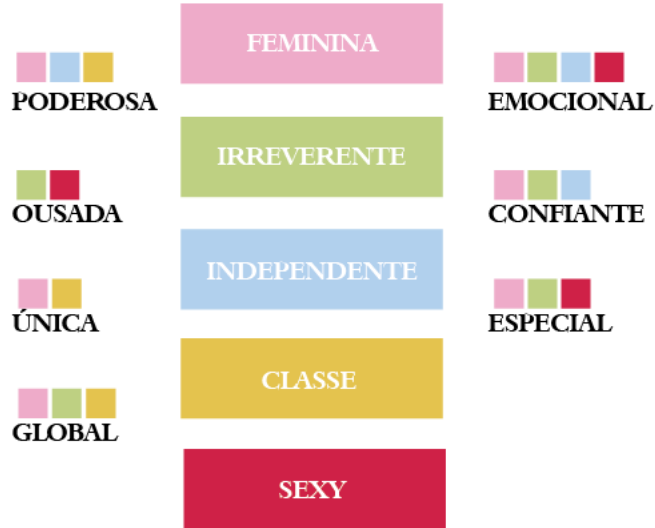 FEMININA
PODEROSA
EMOCIONAL
IRREVERENTE
OUSADA
CONFIANTE
INDEPENDENTE
ÚNICA
ESPECIAL
CLASSE
GLOBAL
SEXY